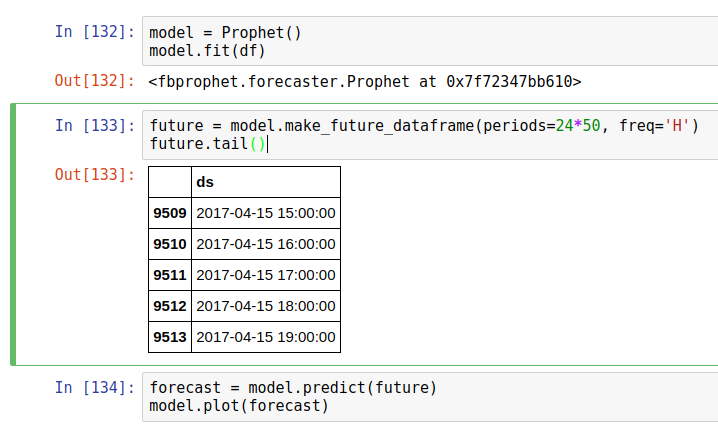 In [132]: model = Prophet()
model.fit(df)
Out[132]: <fbprophet.forecaster.Prophet at 0x7f72347bb610>
In [133]: future = model.make_future_dataframe(periods=24*50, freq='H')
future.tail()
Out[133]:
ds
9509 2017-04-15 15:00:00
9510 2017-04-15 16:00:00
9511 2017-04-15 17:00:00
9512 2017-04-15 18:00:00
9513 2017-04-15 19:00:00
In [134]: forecast = model.predict(future)
model.plot(forecast)